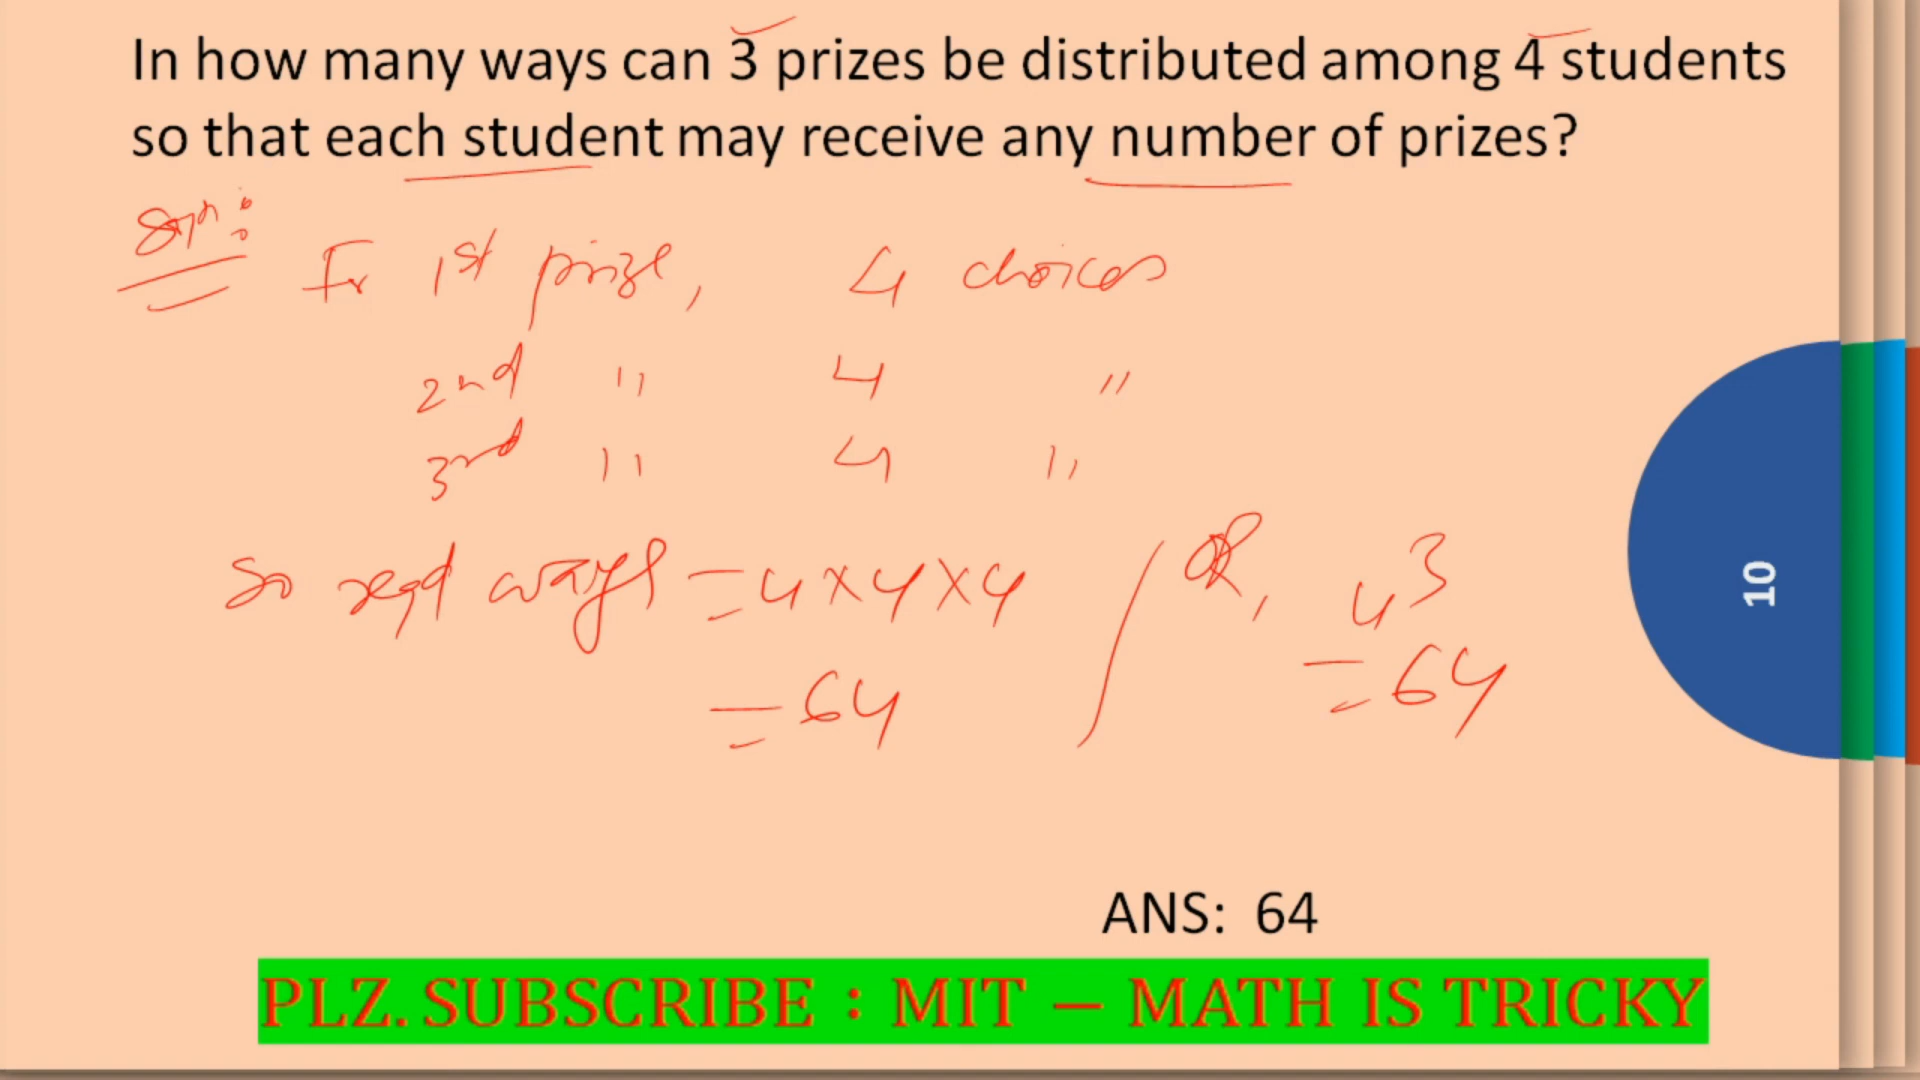 In how many ways can 3 prizes be distributed among 4 students
so that each student may receive any number of prizes?
Solⁿ:
For 1st prize, 4 choices
2nd " 4 "
3rd " 4 "
So reqd ways = 4×4×4
= 64
OR, 4³
= 64
10
ANS: 64
PLZ. SUBSCRIBE : MIT – MATH IS TRICKY